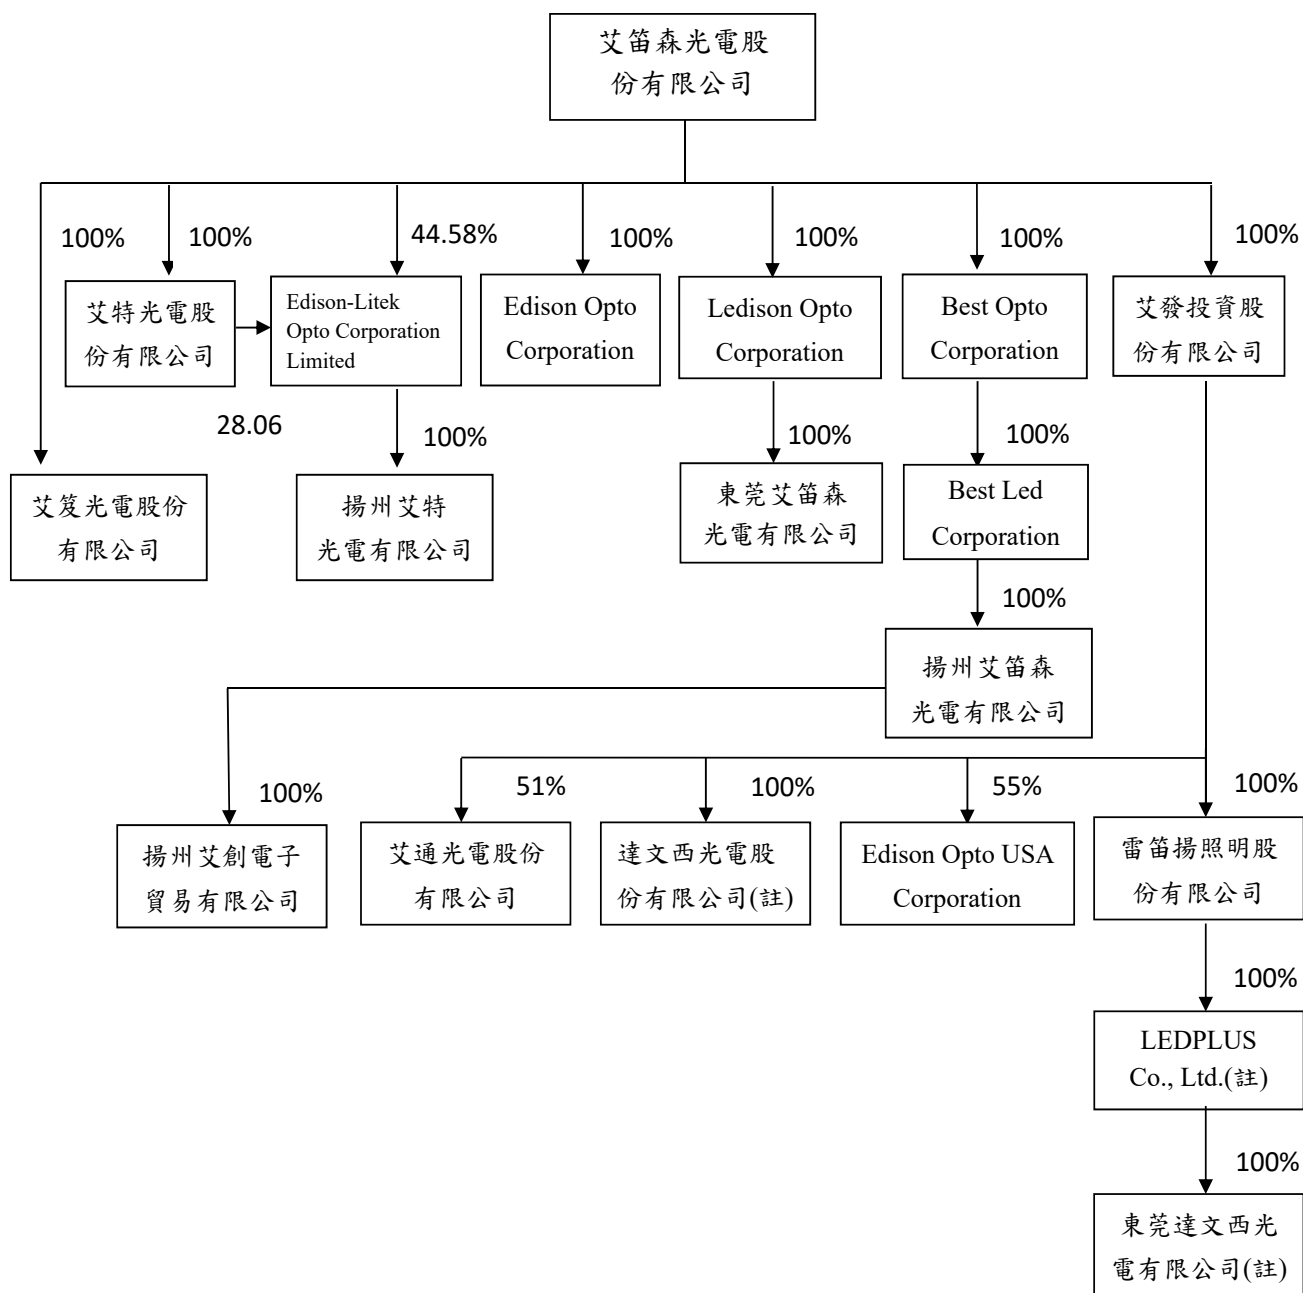 艾笛森光電股
份有限公司
100%
100%
44.58%
100%
100%
100%
100%
艾特光電股
份有限公司
Edison-Litek
Opto Corporation
Limited
Edison Opto
Corporation
Ledison Opto
Corporation
Best Opto
Corporation
艾發投資股
份有限公司
28.06
100%
100%
100%
艾笈光電股份
有限公司
揚州艾特
光電有限公司
東莞艾笛森
光電有限公司
Best Led
Corporation
100%
揚州艾笛森
光電有限公司
100%
51%
100%
55%
100%
揚州艾創電子
貿易有限公司
艾通光電股份
有限公司
達文西光電股
份有限公司(註)
Edison Opto USA
Corporation
雷笛揚照明股
份有限公司
100%
LEDPLUS
Co., Ltd.(註)
100%
東莞達文西光
電有限公司(註)